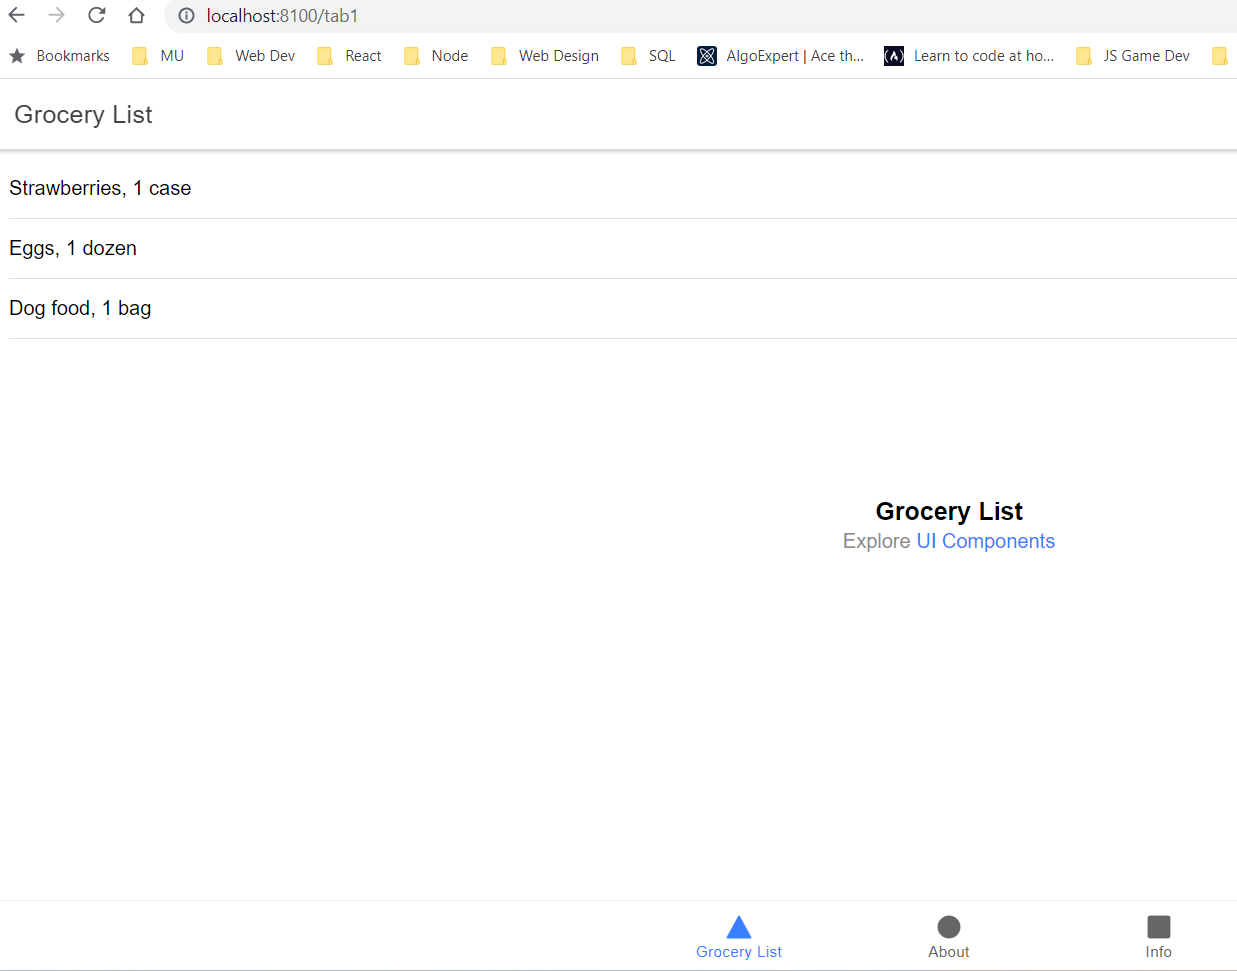 localhost:8100/tab1
Bookmarks MU Web Dev React Node Web Design SQL AlgoExpert | Ace th... Learn to code at ho... JS Game Dev
Grocery List
Strawberries, 1 case
Eggs, 1 dozen
Dog food, 1 bag
Grocery List
Explore UI Components
Grocery List About Info